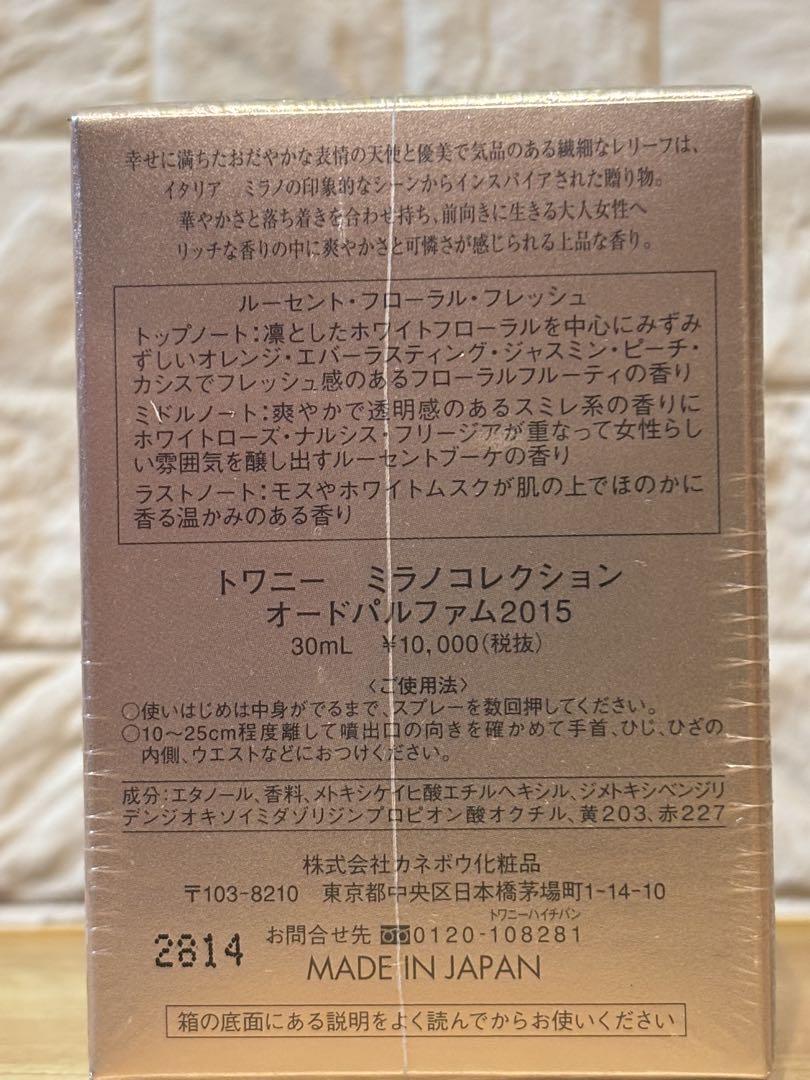 幸せに満ちたおだやかな表情の天使と優美で気品のある繊細なレリーフは、
イタリア　ミラノの印象的なシーンからインスパイアされた贈り物。
華やかさと落ち着きを合わせ持ち、前向きに生きる大人女性へ
リッチな香りの中に爽やかさと可憐さが感じられる上品な香り。
ルーセント・フローラル・フレッシュ
トップノート：凛としたホワイトフローラルを中心にみずみ
ずしいオレンジ・エバーラスティング・ジャスミン・ピーチ・
カシスでフレッシュ感のあるフローラルフルーティの香り
ミドルノート：爽やかで透明感のあるスミレ系の香りに
ホワイトローズ・ナルシス・フリージアが重なって女性らし
い雰囲気を醸し出すルーセントブーケの香り
ラストノート：モスやホワイトムスクが肌の上でほのかに
香る温かみのある香り
トワニー　ミラノコレクション
オードパルファム2015
30mL　¥10,000（税抜）
〈ご使用法〉
○使いはじめは中身がでるまで、スプレーを数回押してください。
○10〜25cm程度離して噴出口の向きを確かめて手首、ひじ、ひざの
内側、ウエストなどにおつけください。
成分：エタノール、香料、メトキシケイヒ酸エチルヘキシル、ジメトキシベンジリ
デンジオキソイミダゾリジンプロピオン酸オクチル、黄203、赤227
株式会社カネボウ化粧品
〒103-8210　東京都中央区日本橋茅場町1-14-10
トワニーハイチバン
お問合せ先 0120-108281
2814
MADE IN JAPAN
箱の底面にある説明をよく読んでからお使いください